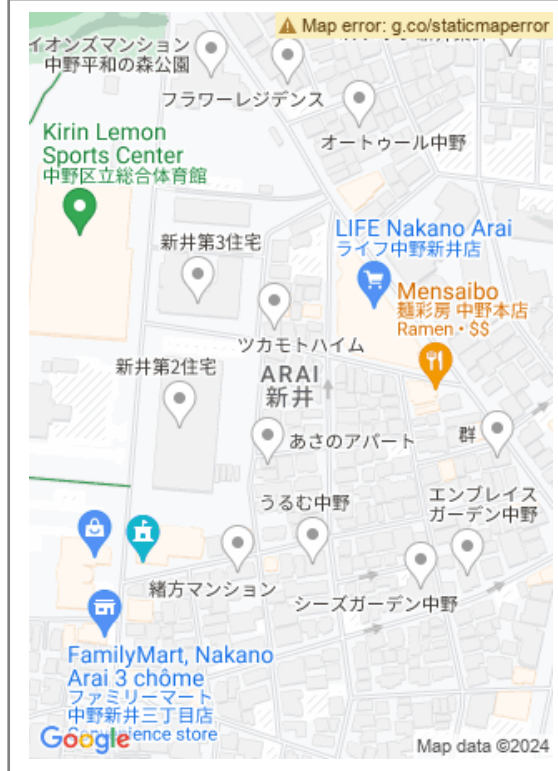 Map error: g.co/staticmaperror
イオンズマンション
中野平和の森公園
フラワーレジデンス
オートゥール中野
Kirin Lemon
Sports Center
中野区立総合体育館
新井第3住宅
LIFE Nakano Arai
ライフ中野新井店
Mensaibo
麺彩房 中野本店
Ramen・$$
ツカモトハイム
新井第2住宅
ARAI
新井
あさのアパート
群
うるむ中野
エンブレイス
ガーデン中野
緒方マンション
シーズガーデン中野
FamilyMart, Nakano
Arai 3 chôme
ファミリーマート
中野新井三丁目店
Convenience store
Google
Map data ©2024